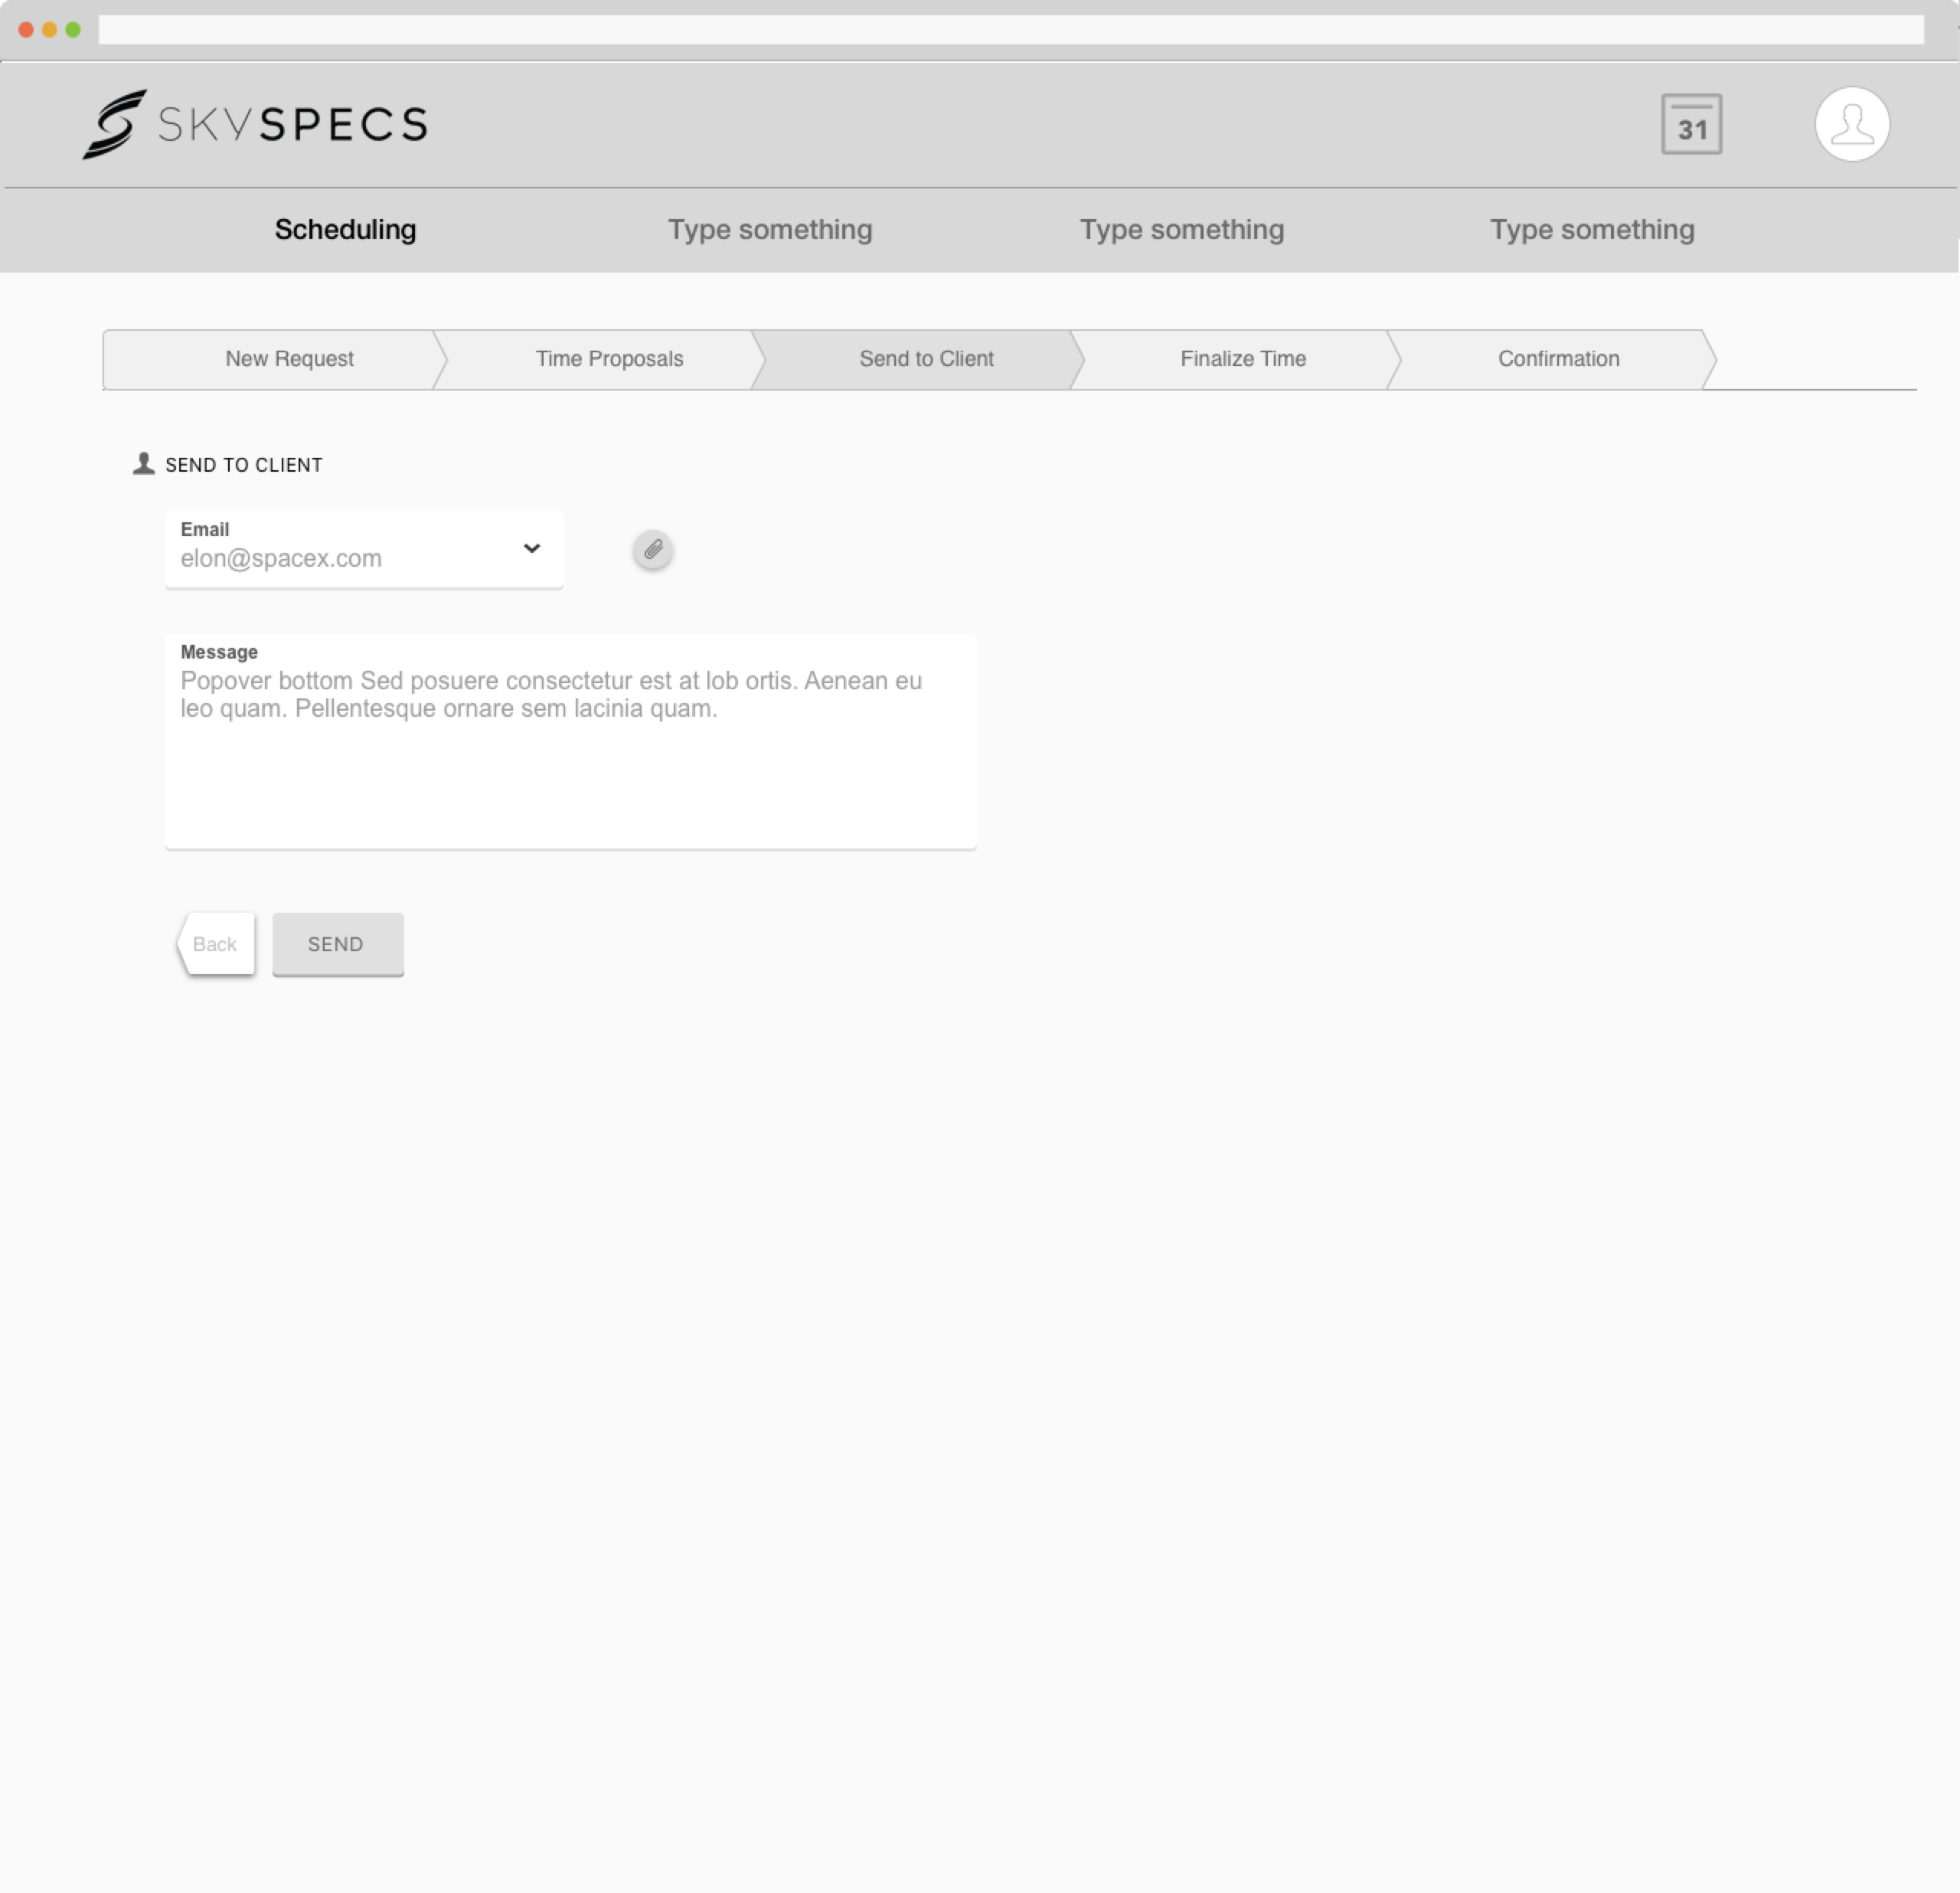 SKYSPECS
31
Scheduling
Type something
Type something
Type something
New Request
Time Proposals
Send to Client
Finalize Time
Confirmation
SEND TO CLIENT
Email
elon@spacex.com
Message
Popover bottom Sed posuere consectetur est at lob ortis. Aenean eu
leo quam. Pellentesque ornare sem lacinia quam.
Back
SEND